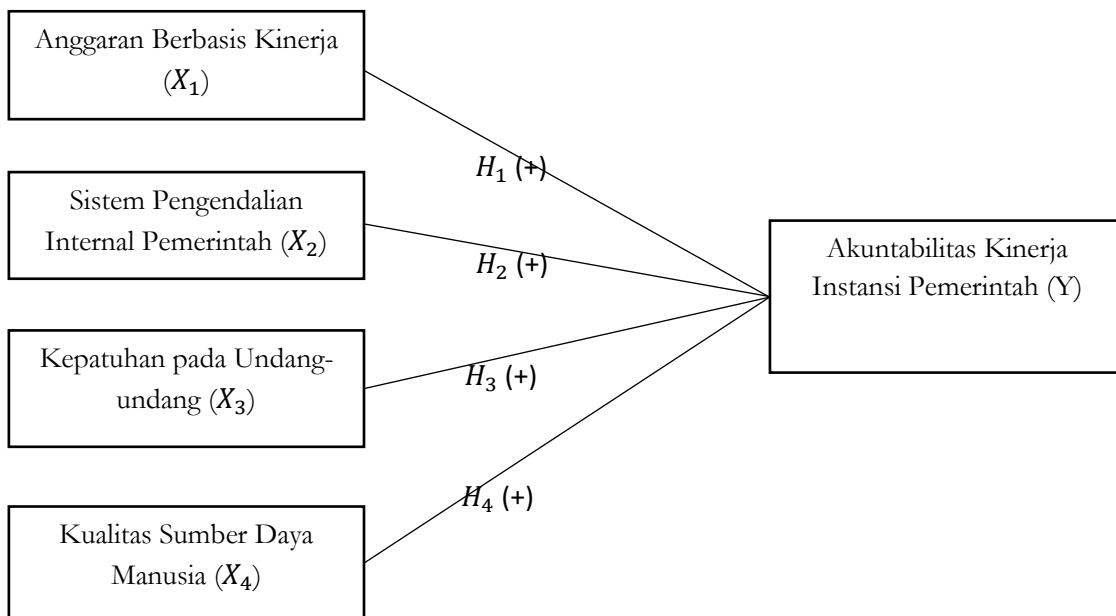 Anggaran Berbasis Kinerja
(X₁)
H₁ (+)
Sistem Pengendalian
Internal Pemerintah (X₂)
H₂ (+)
Akuntabilitas Kinerja
Instansi Pemerintah (Y)
Kepatuhan pada Undang-
undang (X₃)
H₃ (+)
H₄ (+)
Kualitas Sumber Daya
Manusia (X₄)